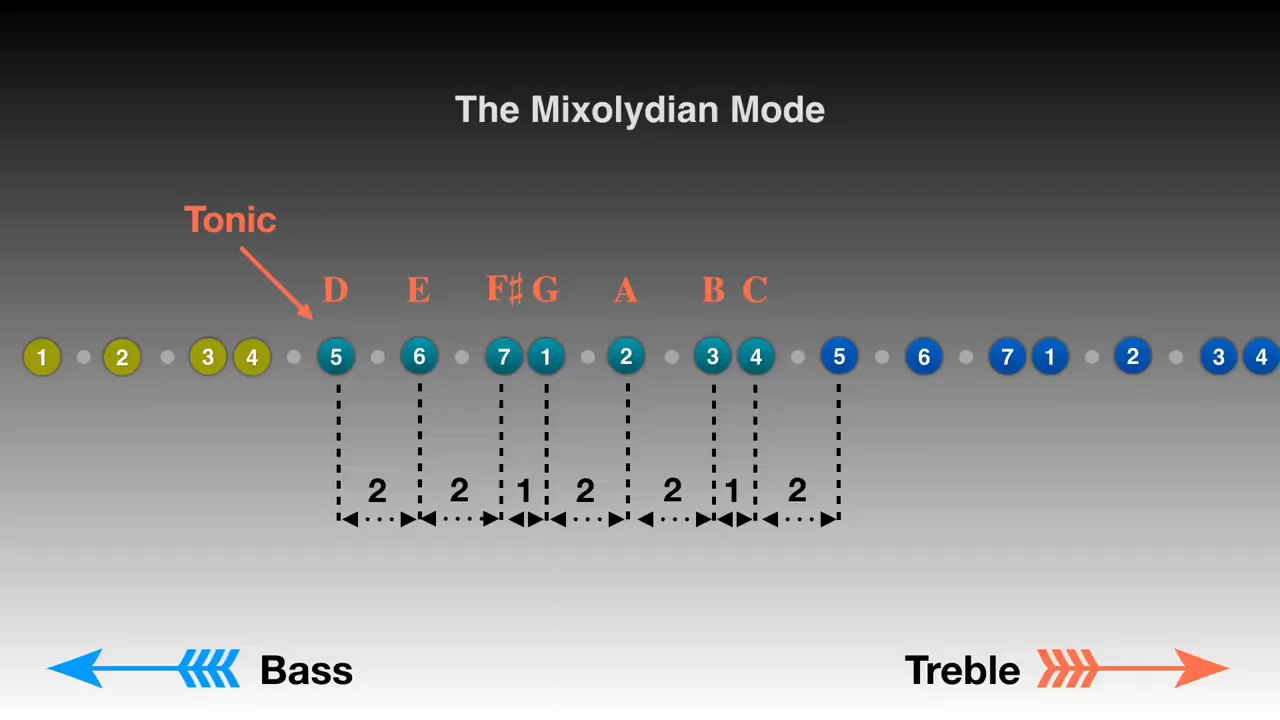 The Mixolydian Mode
Tonic
D E F♯ G A B C
1 2 3 4 5 6 7 1 2 3 4 5 6 7 1 2 3 4
2 2 1 2 2 1 2
Bass Treble